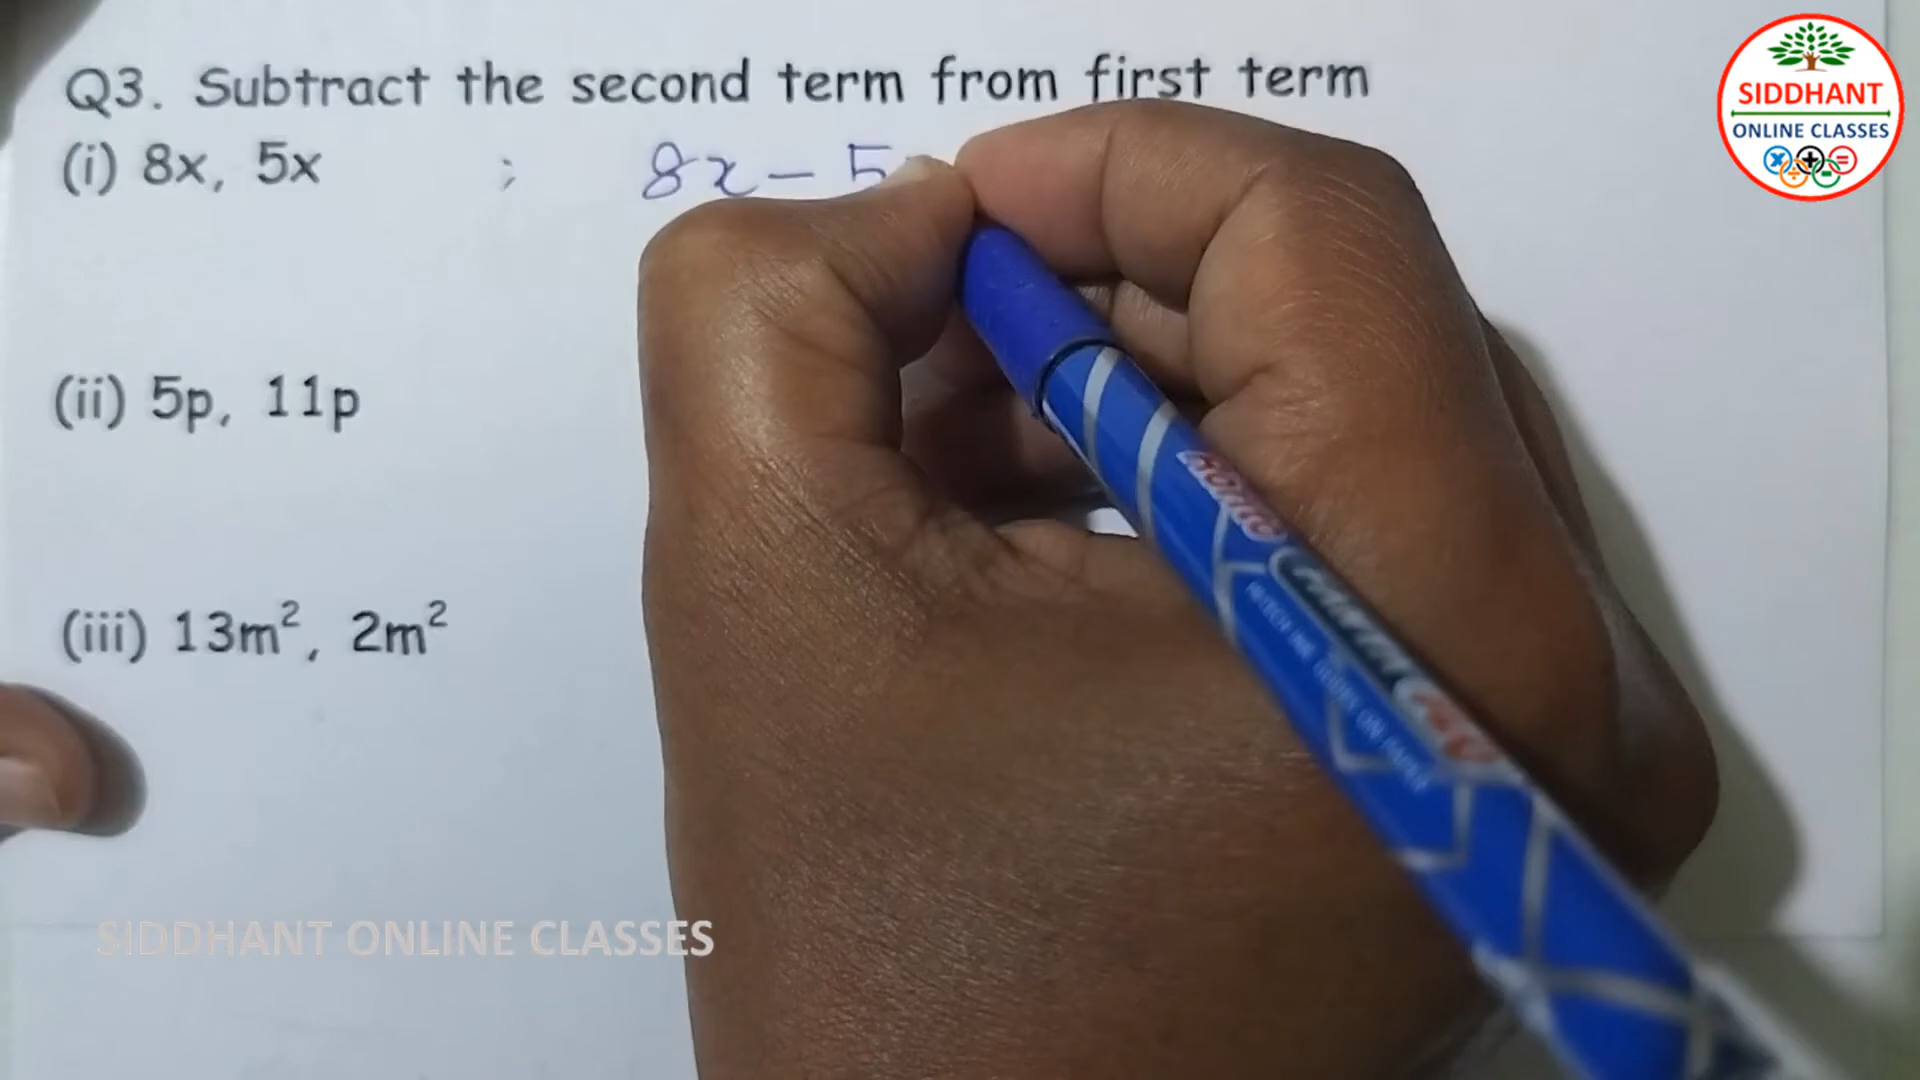 Q3. Subtract the second term from first term
(i) 8x, 5x ; 8x - 5
(ii) 5p, 11p
(iii) 13m², 2m²
SIDDHANT
ONLINE CLASSES
SIDDHANT ONLINE CLASSES